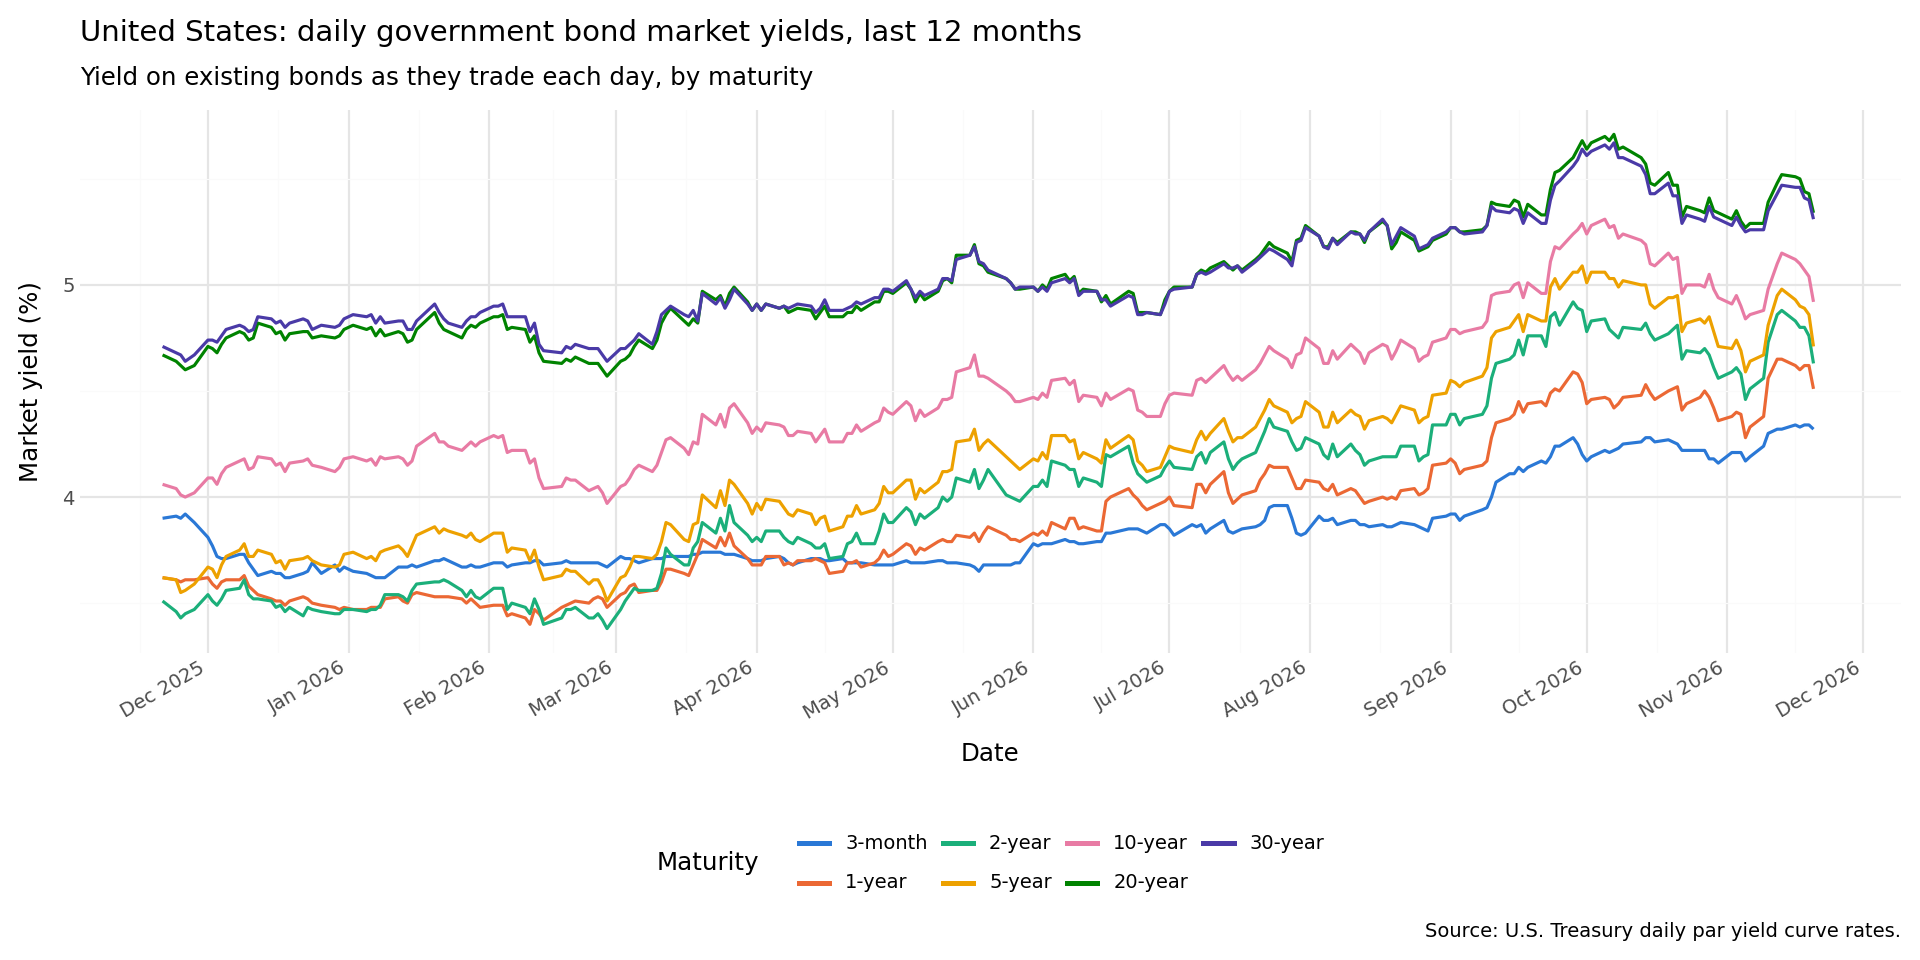 United States: daily government bond market yields, last 12 months
Yield on existing bonds as they trade each day, by maturity
Market yield (%)
5
4
Dec 2025
Jan 2026
Feb 2026
Mar 2026
Apr 2026
May 2026
Jun 2026
Jul 2026
Aug 2026
Sep 2026
Oct 2026
Nov 2026
Dec 2026
Date
Maturity
3-month
2-year
10-year
30-year
1-year
5-year
20-year
Source: U.S. Treasury daily par yield curve rates.